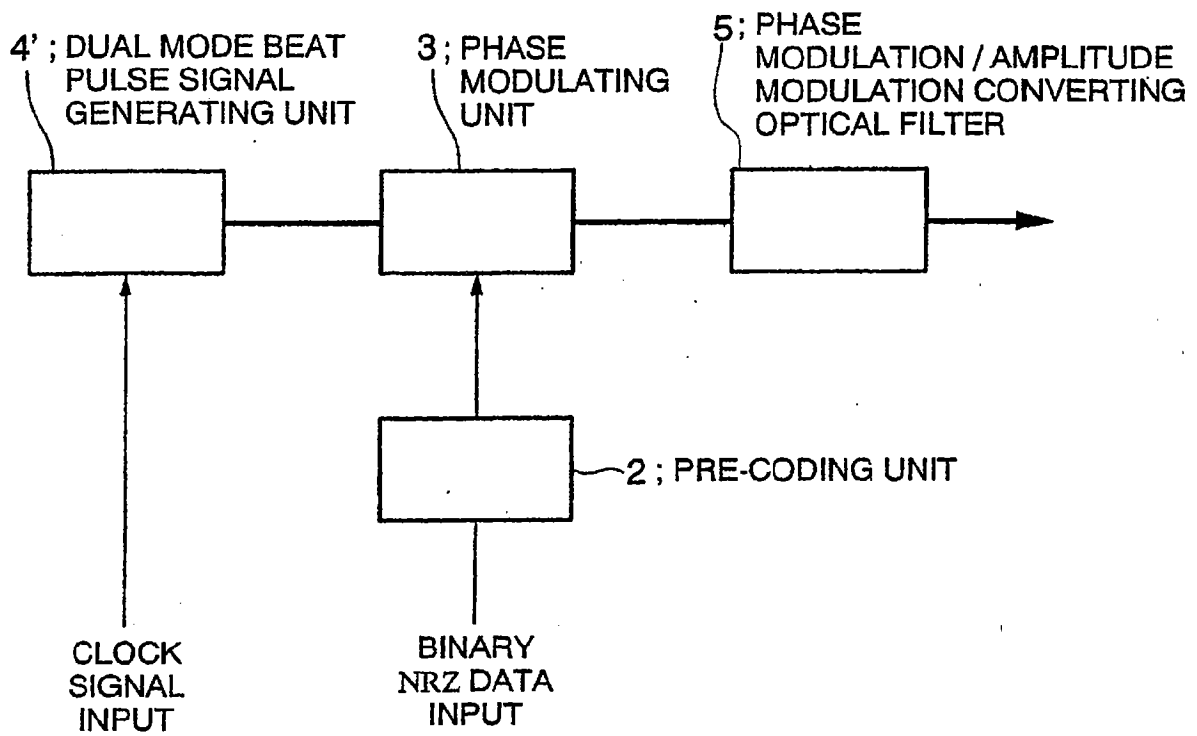 4' ; DUAL MODE BEAT
PULSE SIGNAL
GENERATING UNIT
3 ; PHASE
MODULATING
UNIT
5 ; PHASE
MODULATION / AMPLITUDE
MODULATION CONVERTING
OPTICAL FILTER
2 ; PRE-CODING UNIT
CLOCK
SIGNAL
INPUT
BINARY
NRZ DATA
INPUT